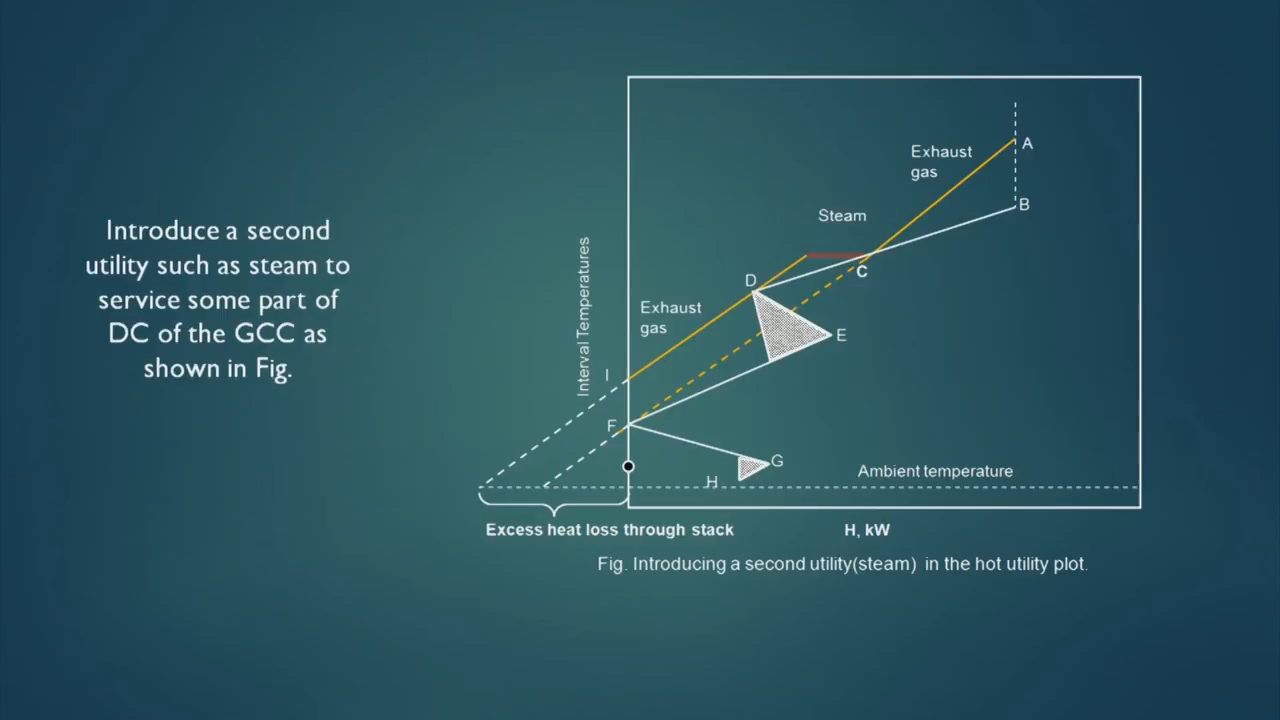 Introduce a second
utility such as steam to
service some part of
DC of the GCC as
shown in Fig.
Interval Temperatures
Exhaust
gas
A
B
Steam
C
D
Exhaust
gas
E
I
F
G
H
Ambient temperature
Excess heat loss through stack
H, kW
Fig. Introducing a second utility(steam) in the hot utility plot.